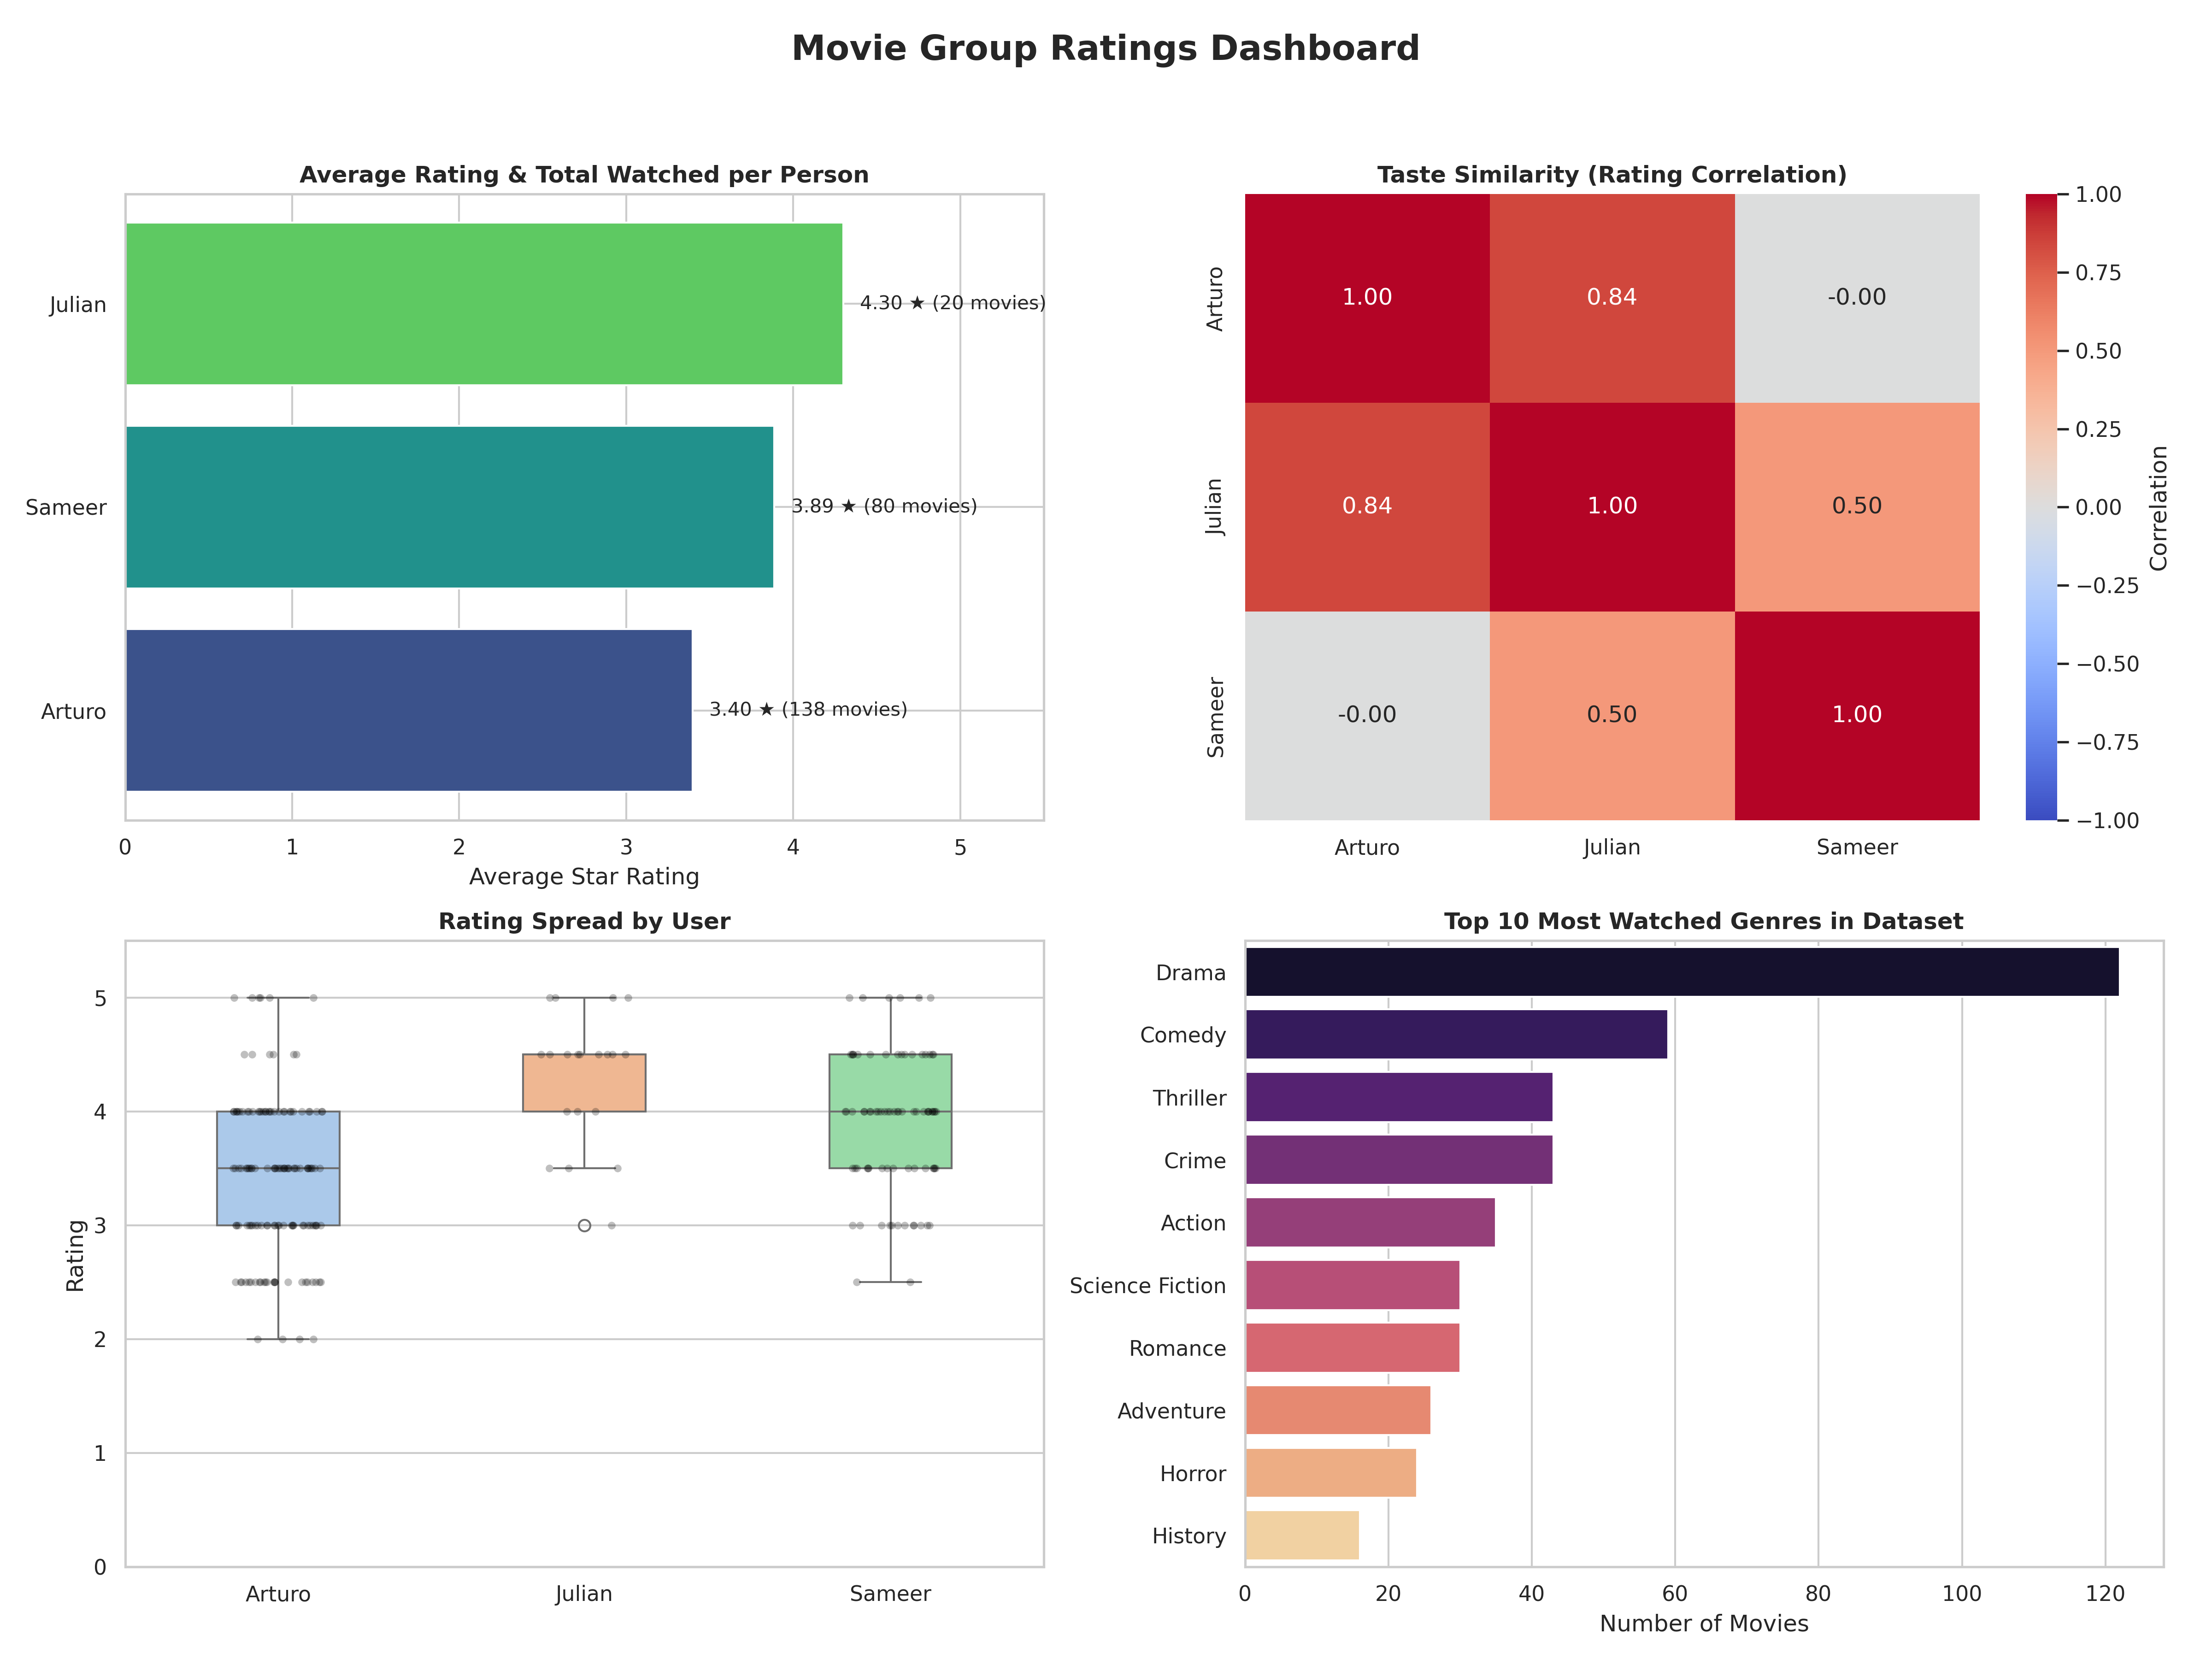 Movie Group Ratings Dashboard
Average Rating & Total Watched per Person
Julian
4.30 ★ (20 movies)
Sameer
3.89 ★ (80 movies)
Arturo
3.40 ★ (138 movies)
0 1 2 3 4 5
Average Star Rating
Taste Similarity (Rating Correlation)
Arturo
1.00 0.84 -0.00
Julian
0.84 1.00 0.50
Sameer
-0.00 0.50 1.00
Arturo Julian Sameer
1.00
0.75
0.50
0.25
0.00
−0.25
−0.50
−0.75
−1.00
Correlation
Rating Spread by User
Rating
5
4
3
2
1
0
Arturo Julian Sameer
Top 10 Most Watched Genres in Dataset
Drama
Comedy
Thriller
Crime
Action
Science Fiction
Romance
Adventure
Horror
History
0 20 40 60 80 100 120
Number of Movies